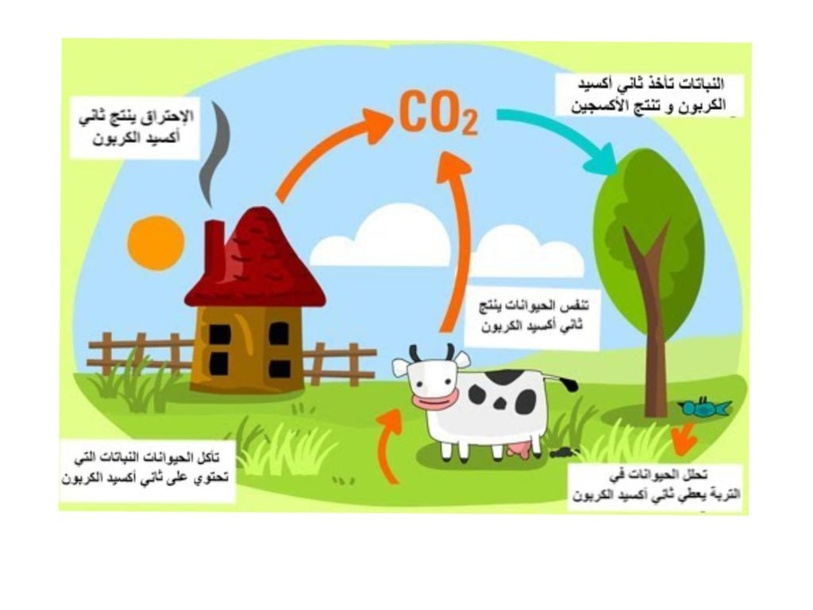 النباتات تأخذ ثاني أكسيد
الكربون و تنتج الأكسجين
CO2
الإحتراق ينتج ثاني
أكسيد الكربون
تنفس الحيوانات ينتج
ثاني أكسيد الكربون
تأكل الحيوانات النباتات التي
تحتوي على ثاني أكسيد الكربون
تحلل الحيوانات في
التربة يعطي ثاني أكسيد الكربون